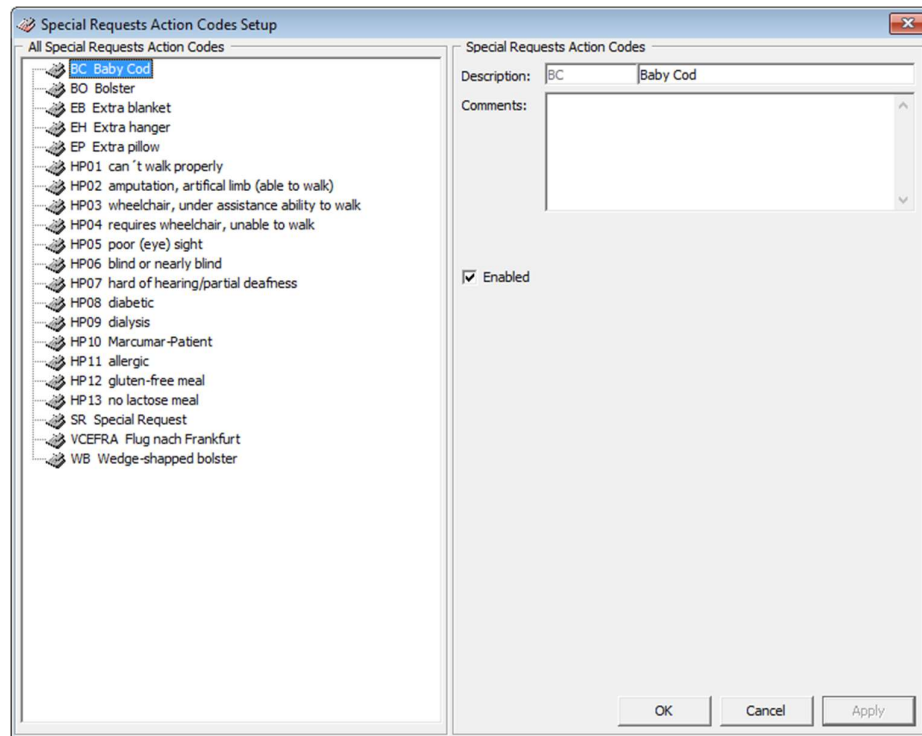 Special Requests Action Codes Setup
All Special Requests Action Codes
BC Baby Cod
BO Bolster
EB Extra blanket
EH Extra hanger
EP Extra pillow
HP01 can´t walk properly
HP02 amputation, artifical limb (able to walk)
HP03 wheelchair, under assistance ability to walk
HP04 requires wheelchair, unable to walk
HP05 poor (eye) sight
HP06 blind or nearly blind
HP07 hard of hearing/partial deafness
HP08 diabetic
HP09 dialysis
HP10 Marcumar-Patient
HP11 allergic
HP12 gluten-free meal
HP13 no lactose meal
SR Special Request
VCEFRA Flug nach Frankfurt
WB Wedge-shapped bolster
Special Requests Action Codes
Description: BC Baby Cod
Comments:
Enabled
OK Cancel Apply